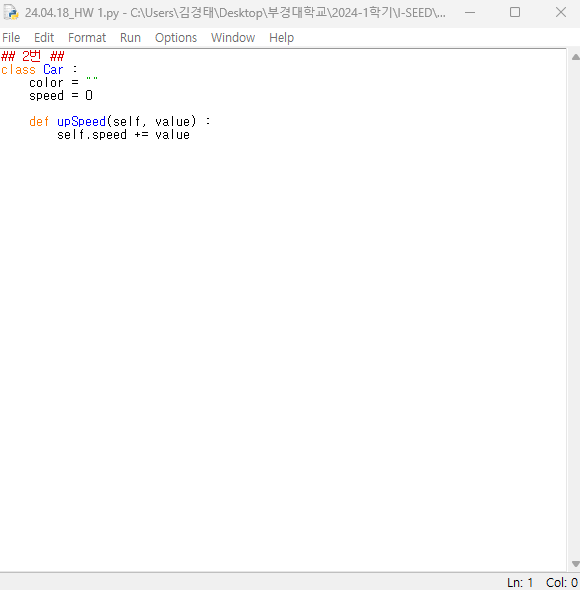 24.04.18_HW 1.py - C:\Users\김경태\Desktop\부경대학교\2024-1학기\I-SEED\...
File Edit Format Run Options Window Help
## 2번 ##
class Car :
    color = ""
    speed = 0

    def upSpeed(self, value) :
        self.speed += value
Ln: 1 Col: 0